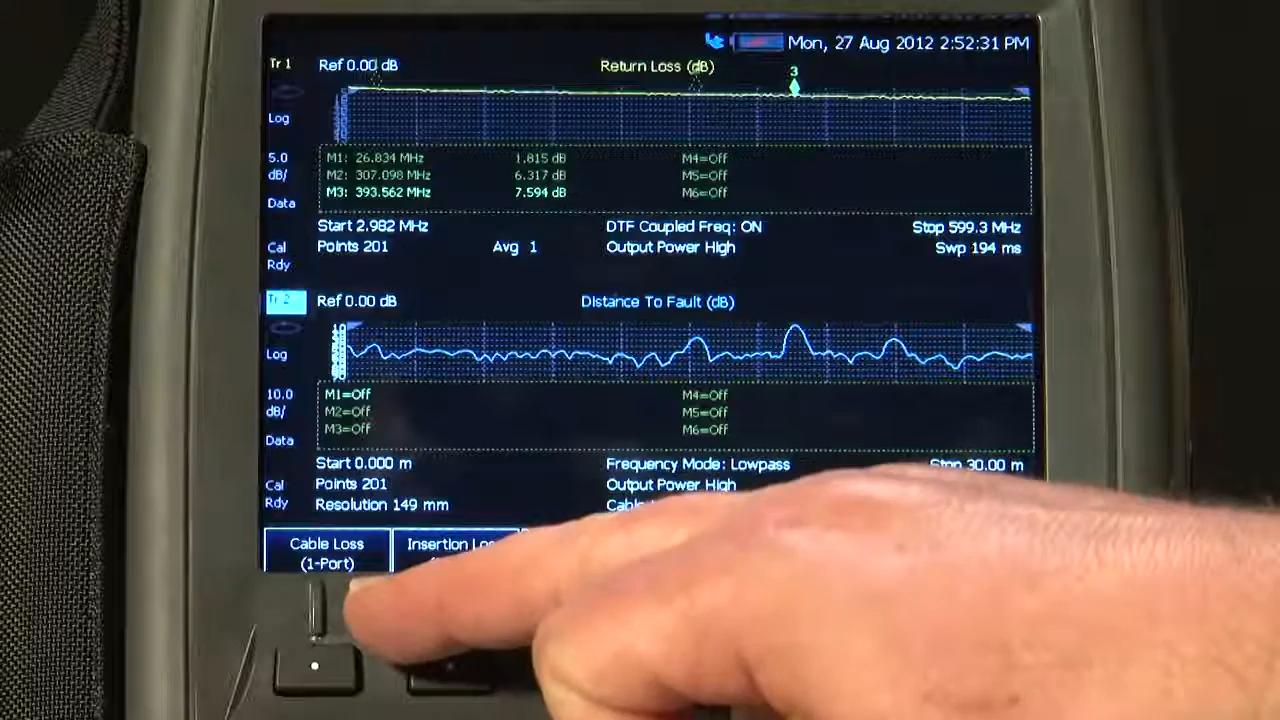 Mon, 27 Aug 2012 2:52:31 PM
Tr 1 Ref 0.00 dB Return Loss (dB)
3
Log
5.0 M1: 26.834 MHz 1.815 dB M4=Off
dB/ M2: 307.098 MHz 6.317 dB M5=Off
M3: 393.562 MHz 7.594 dB M6=Off
Data
Start 2.982 MHz DTF Coupled Freq: ON Stop 599.3 MHz
Cal Points 201 Avg 1 Output Power High Swp 194 ms
Rdy
Tr 2 Ref 0.00 dB Distance To Fault (dB)
Log
10.0 M1=Off M4=Off
dB/ M2=Off M5=Off
M3=Off M6=Off
Data
Start 0.000 m Frequency Mode: Lowpass Stop 30.00 m
Cal Points 201 Output Power High
Rdy Resolution 149 mm
Cable Loss Insertion
(1-Port)